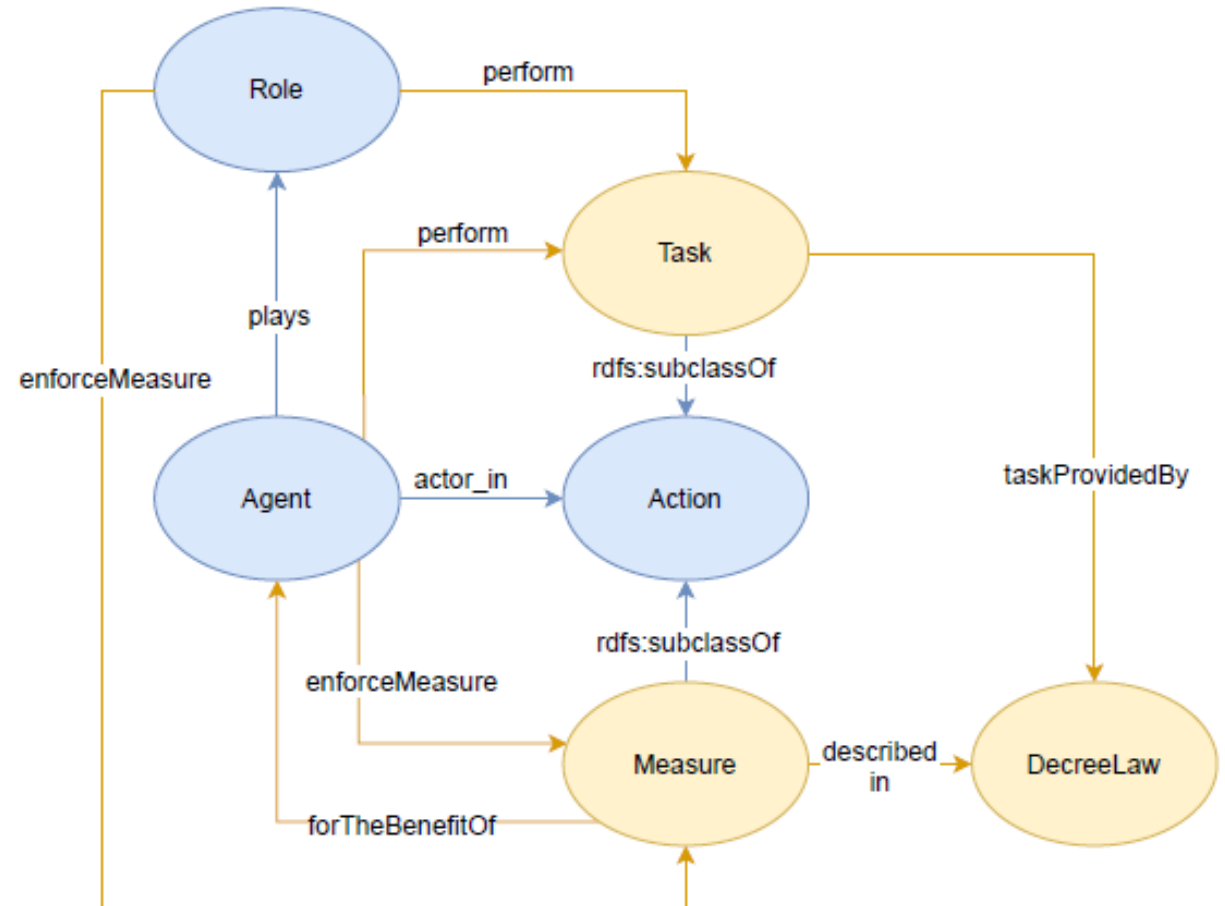 perform
Role
perform
Task
plays
rdfs:subclassOf
enforceMeasure
actor_in
taskProvidedBy
Agent
Action
rdfs:subclassOf
enforceMeasure
described
in
Measure
DecreeLaw
forTheBenefitOf